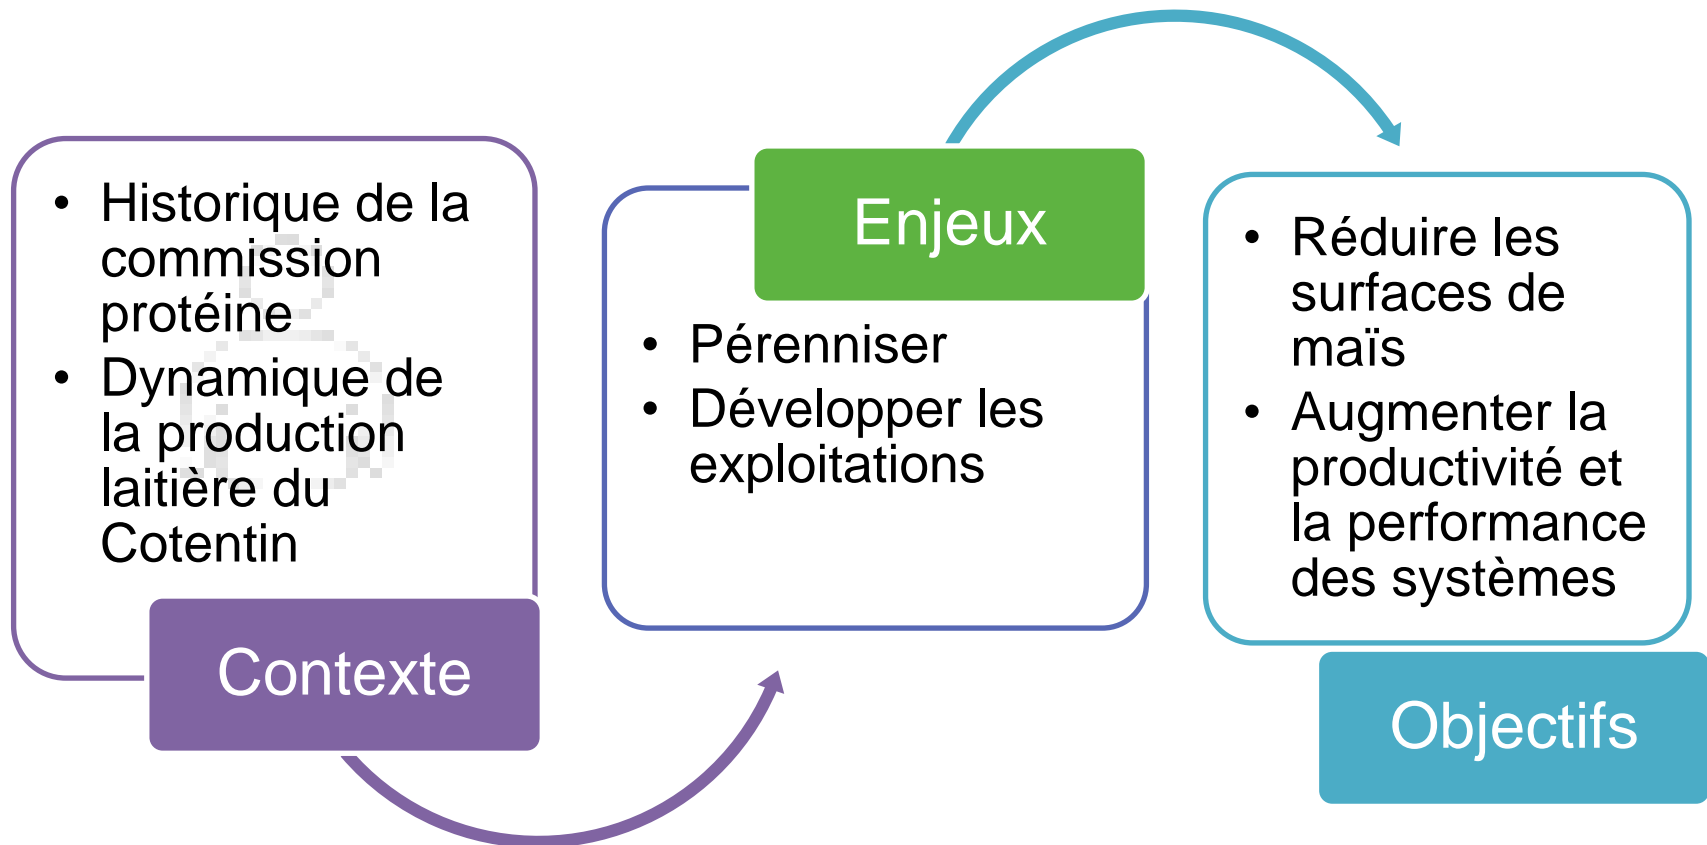 • Historique de la
commission
protéine
• Dynamique de
la production
laitière du
Cotentin
Contexte
Enjeux
• Pérenniser
• Développer les
exploitations
• Réduire les
surfaces de
maïs
• Augmenter la
productivité et
la performance
des systèmes
Objectifs